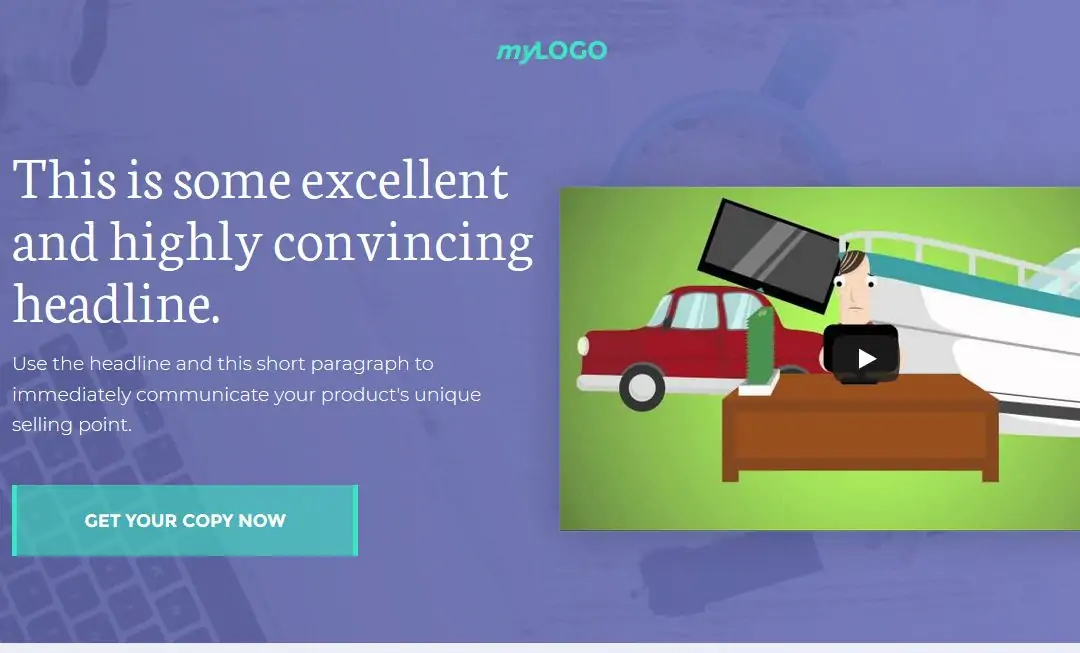 myLOGO
This is some excellent
and highly convincing
headline.
Use the headline and this short paragraph to
immediately communicate your product's unique
selling point.
GET YOUR COPY NOW